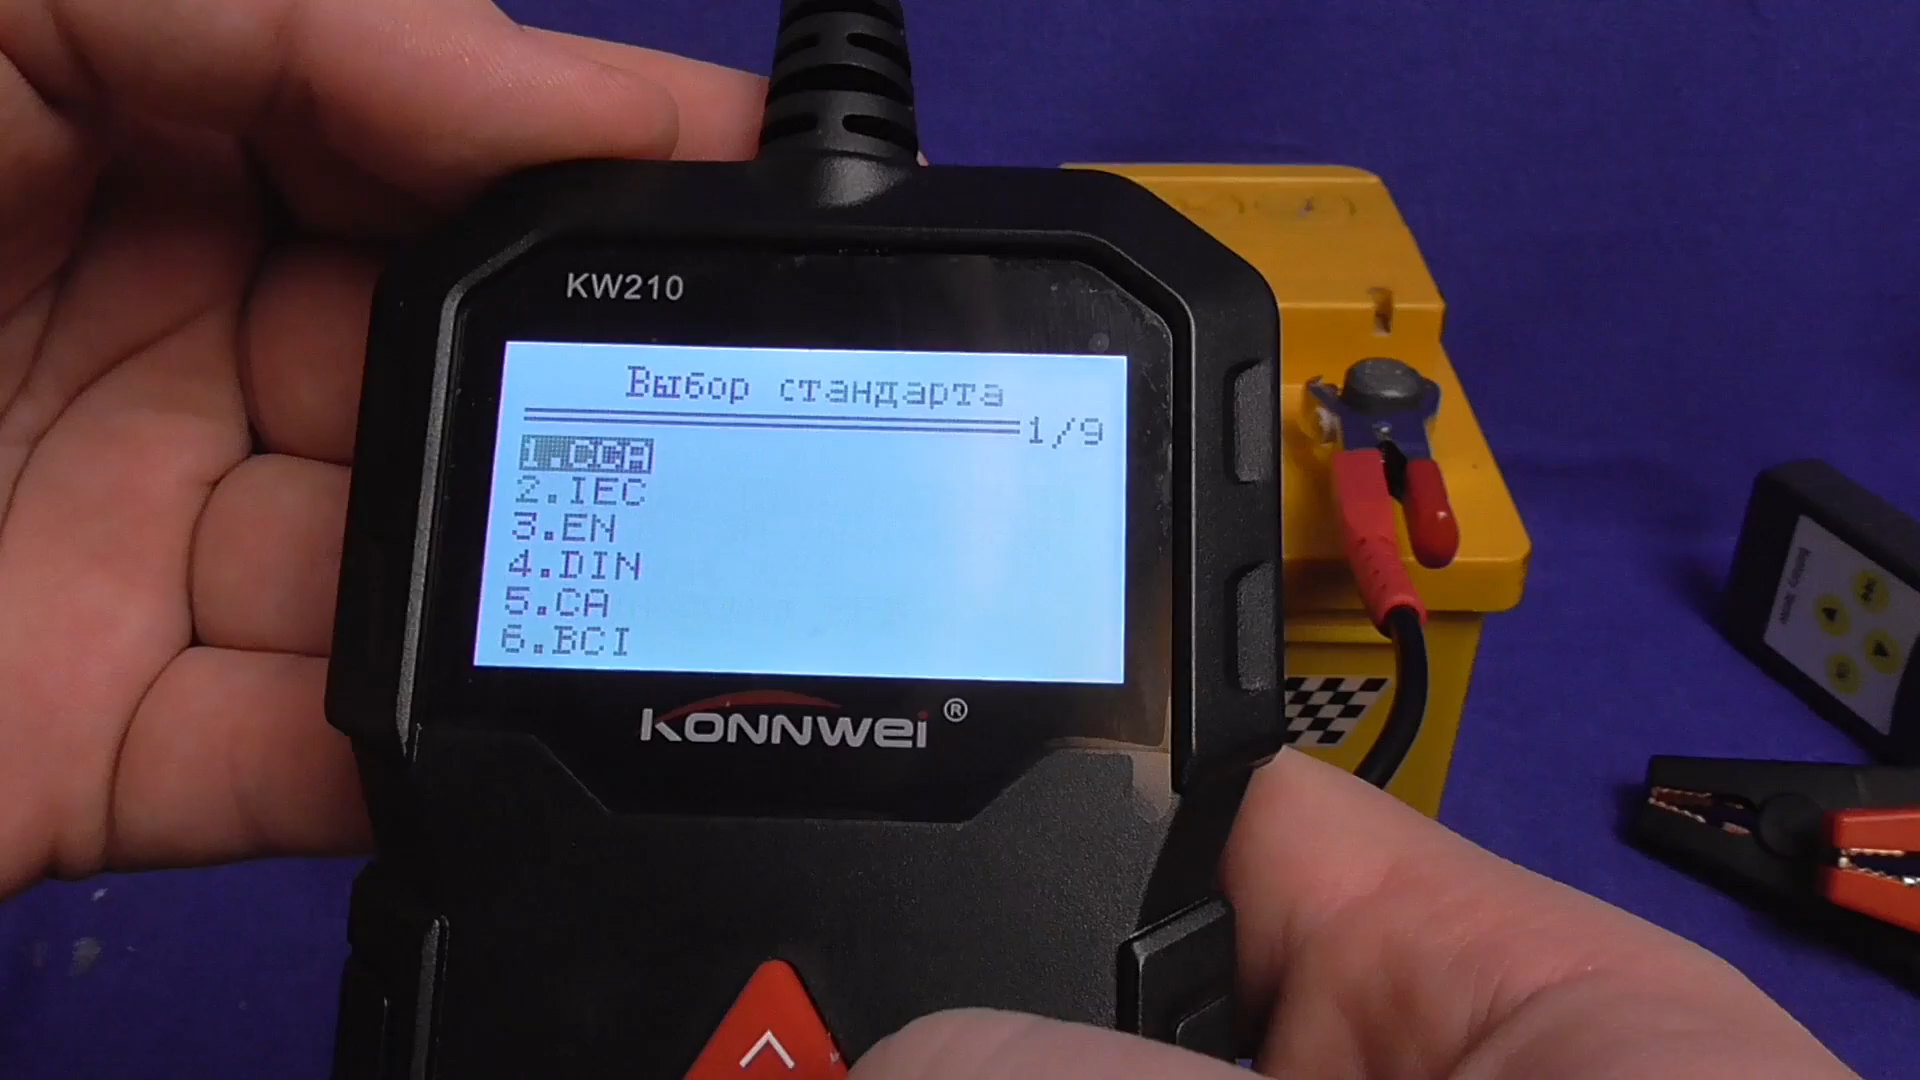 KW210
Выбор стандарта
1/9
1.CCA
2.IEC
3.EN
4.DIN
5.CA
6.BCI
KONNWEI ®